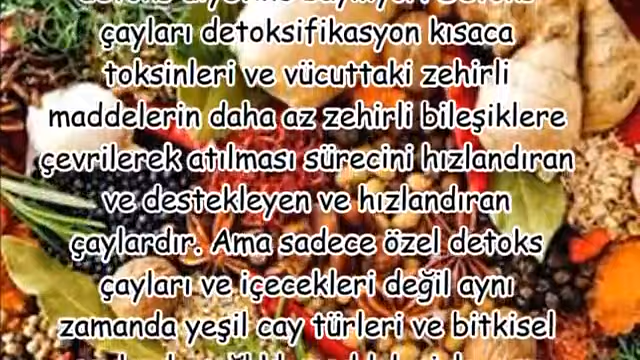 çayları detoksifikasyon kısaca
toksinleri ve vücuttaki zehirli
maddelerin daha az zehirli bileşiklere
çevrilerek atılması sürecini hızlandıran
ve destekleyen ve hızlandıran
çaylardır. Ama sadece özel detoks
çayları ve içecekleri değil aynı
zamanda yeşil cay türleri ve bitkisel